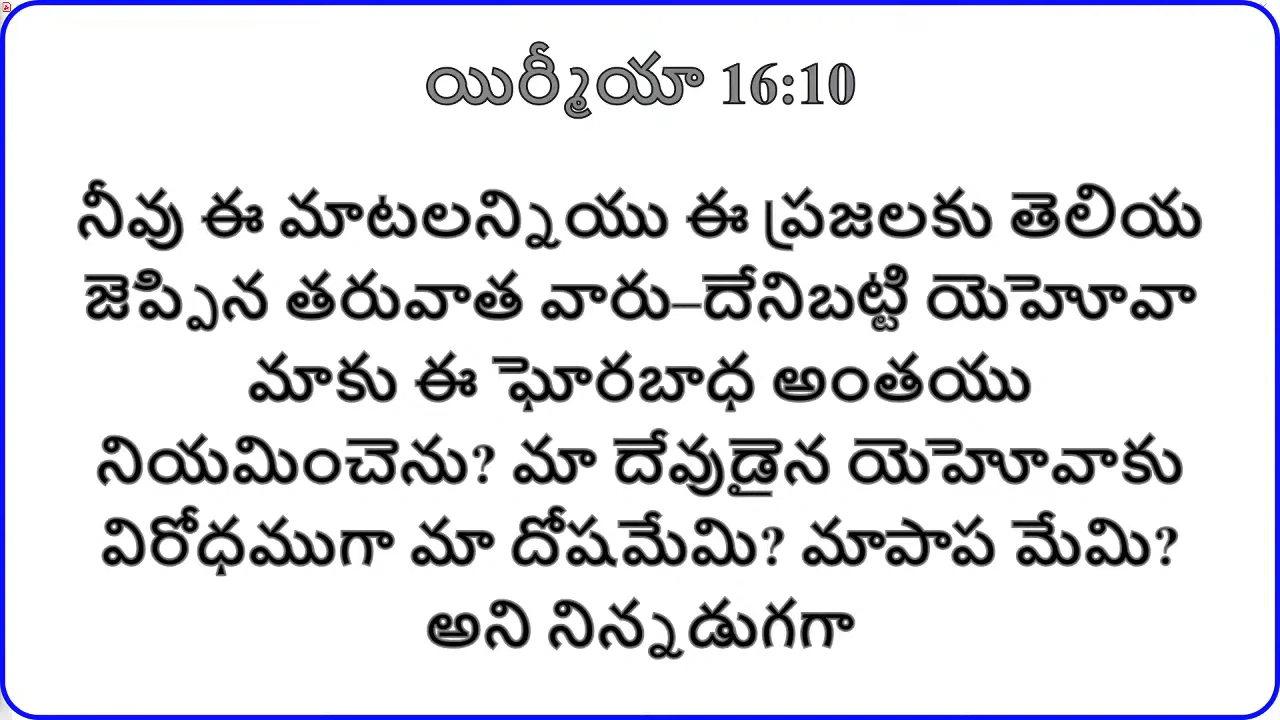 యిర్మీయా 16:10
నీవు ఈ మాటలన్నియు ఈ ప్రజలకు తెలియ
జెప్పిన తరువాత వారు–దేనిబట్టి యెహోవా
మాకు ఈ ఘోరబాధ అంతయు
నియమించెను? మా దేవుడైన యెహోవాకు
విరోధముగా మా దోషమేమి? మాపాప మేమి?
అని నిన్నడుగగా